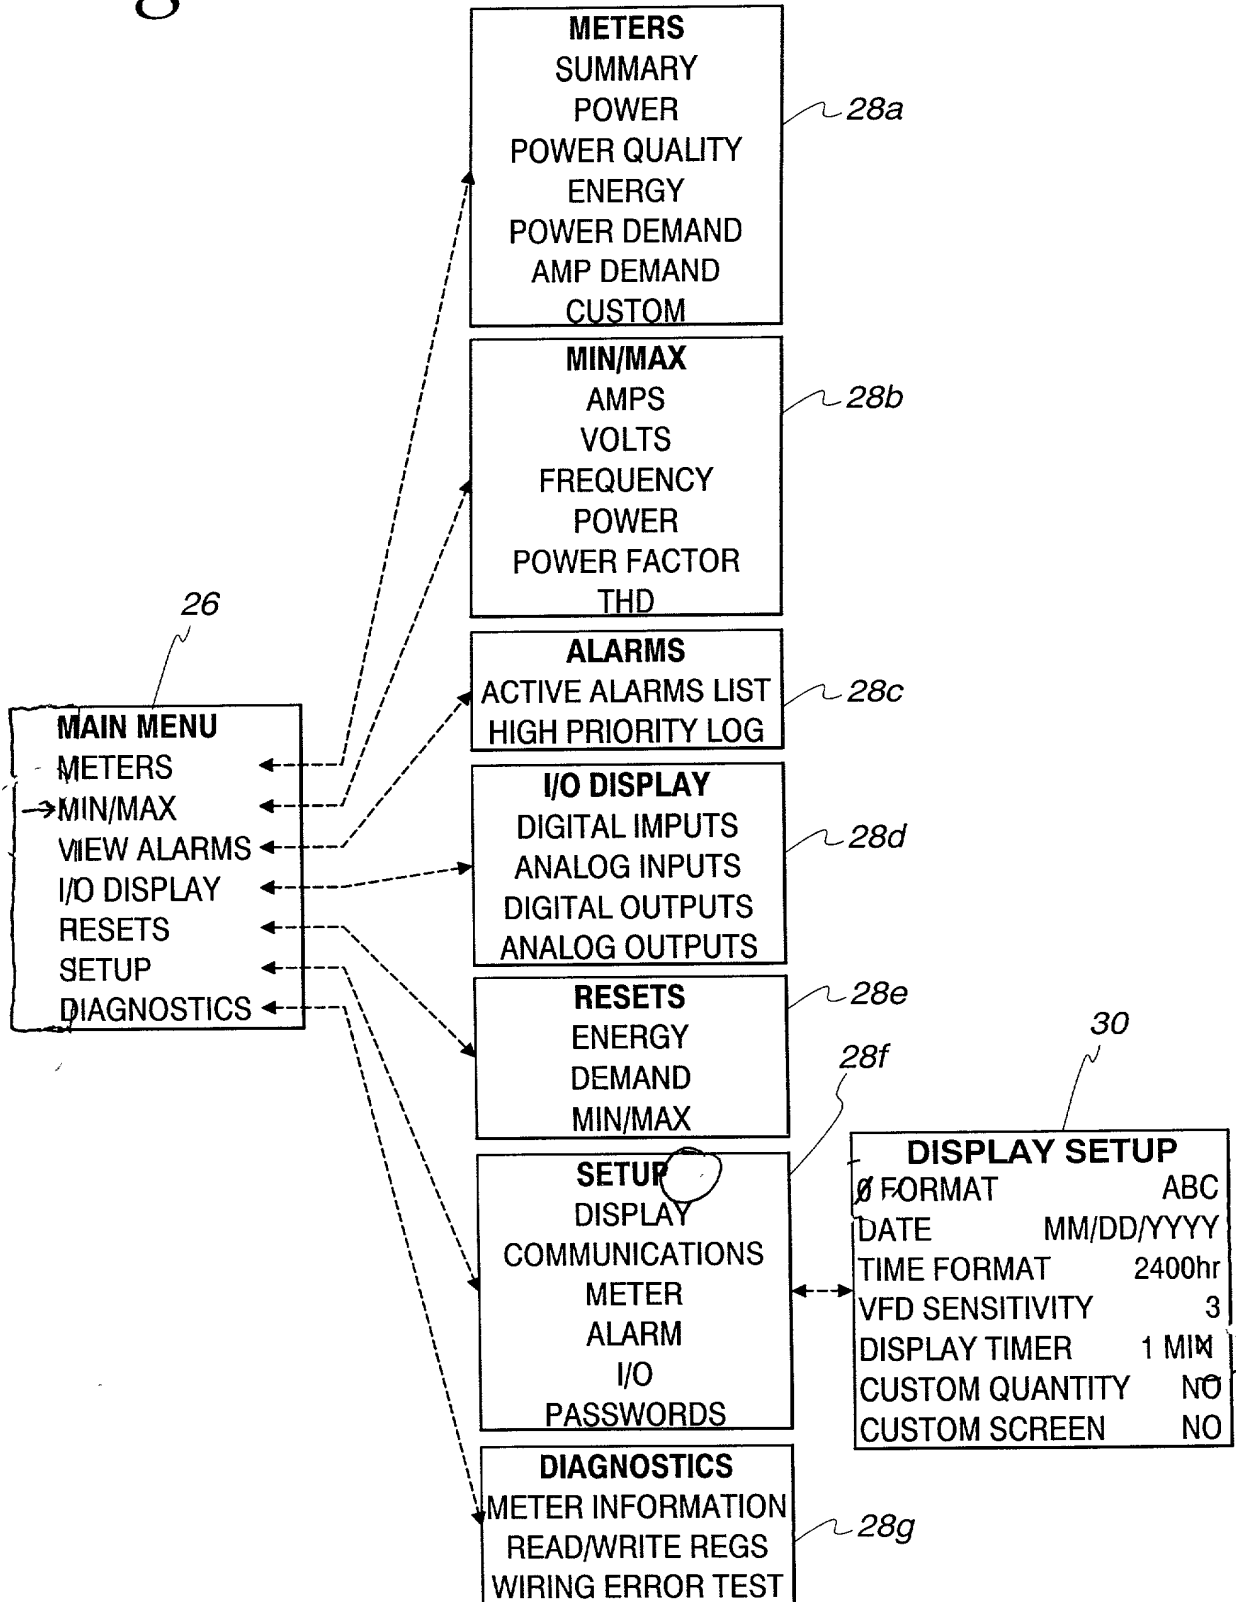 g
METERS
SUMMARY
POWER
POWER QUALITY
ENERGY
POWER DEMAND
AMP DEMAND
CUSTOM
28a
MIN/MAX
AMPS
VOLTS
FREQUENCY
POWER
POWER FACTOR
THD
28b
26
MAIN MENU
METERS
→MIN/MAX
VIEW ALARMS
I/O DISPLAY
RESETS
SETUP
DIAGNOSTICS
ALARMS
ACTIVE ALARMS LIST
HIGH PRIORITY LOG
28c
I/O DISPLAY
DIGITAL IMPUTS
ANALOG INPUTS
DIGITAL OUTPUTS
ANALOG OUTPUTS
28d
RESETS
ENERGY
DEMAND
MIN/MAX
28e
SETUP
DISPLAY
COMMUNICATIONS
METER
ALARM
I/O
PASSWORDS
28f
30
DISPLAY SETUP
Ø FORMAT ABC
DATE MM/DD/YYYY
TIME FORMAT 2400hr
VFD SENSITIVITY 3
DISPLAY TIMER 1 MIN
CUSTOM QUANTITY NO
CUSTOM SCREEN NO
DIAGNOSTICS
METER INFORMATION
READ/WRITE REGS
WIRING ERROR TEST
28g